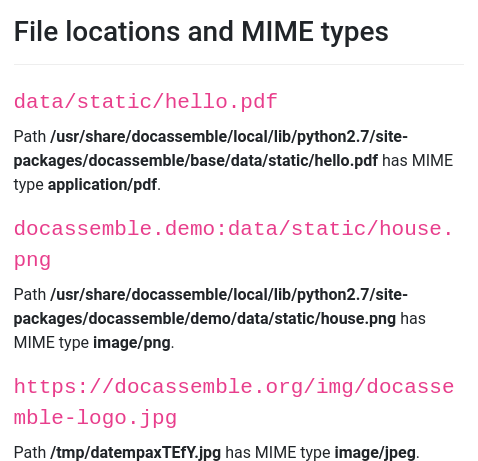 File locations and MIME types
data/static/hello.pdf
Path /usr/share/docassemble/local/lib/python2.7/site-
packages/docassemble/base/data/static/hello.pdf has MIME
type application/pdf.
docassemble.demo:data/static/house.
png
Path /usr/share/docassemble/local/lib/python2.7/site-
packages/docassemble/demo/data/static/house.png has
MIME type image/png.
https://docassemble.org/img/docasse
mble-logo.jpg
Path /tmp/datempaxTEfY.jpg has MIME type image/jpeg.